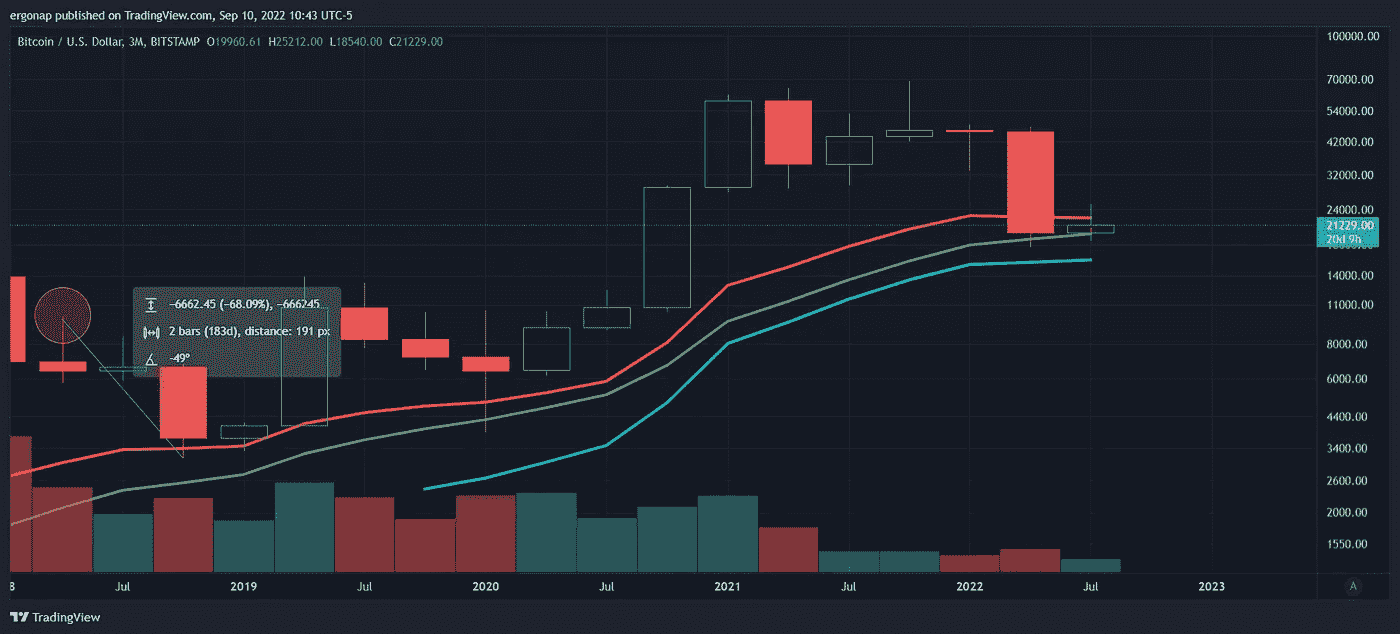 ergonap published on TradingView.com, Sep 10, 2022 10:43 UTC-5
Bitcoin / U.S. Dollar, 3M, BITSTAMP O19960.61 H25212.00 L18540.00 C21229.00
100000.00
70000.00
54000.00
42000.00
32000.00
24000.00
21229.00
20d 9h
14000.00
11000.00
8000.00
6000.00
4400.00
3400.00
2600.00
2000.00
1550.00
−6662.45 (−68.09%), −666245
2 bars (183d), distance: 191 px
-49°
8 Jul 2019 Jul 2020 Jul 2021 Jul 2022 Jul 2023 A
TradingView